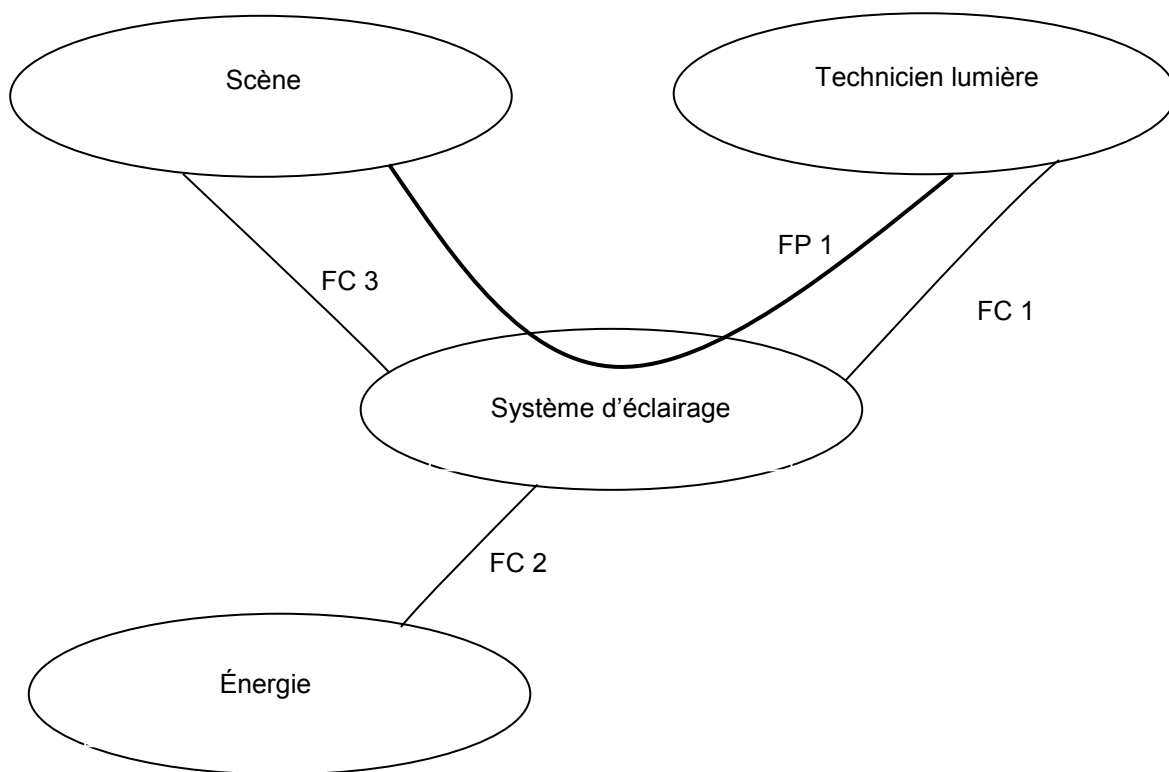 Scène
Technicien lumière
FP 1
FC 3
FC 1
Système d’éclairage
FC 2
Énergie